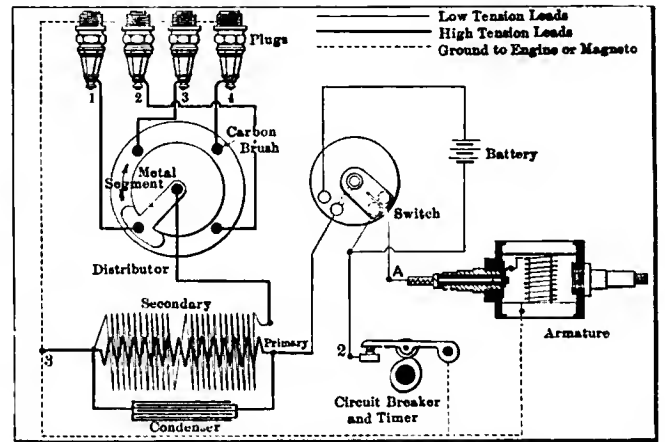 Low Tension Leads
High Tension Leads
Ground to Engine or Magneto
Plugs
1
2
3
4
Carbon
Brush
Metal
Segment
Battery
Switch
Distributor
A
Secondary
Primary
3
2
Armature
Circuit Breaker
and Timer
Condenser